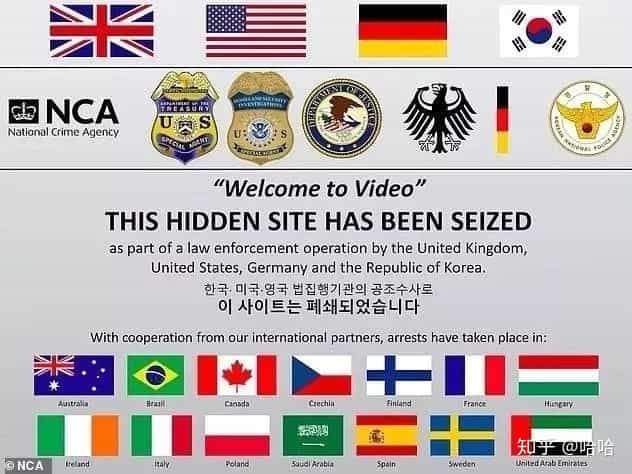 NCA
National Crime Agency
DEPARTMENT OF THE TREASURY
U S
SPECIAL AGENT
HOMELAND SECURITY INVESTIGATIONS
U S
SPECIAL AGENT
DEPARTMENT OF JUSTICE
경찰청
KOREAN NATIONAL POLICE AGENCY
“Welcome to Video”
THIS HIDDEN SITE HAS BEEN SEIZED
as part of a law enforcement operation by the United Kingdom,
United States, Germany and the Republic of Korea.
한국· 미국·영국 법집행기관의 공조수사로
이 사이트는 폐쇄되었습니다
With cooperation from our international partners, arrests have taken place in:
Australia Brazil Canada Czechia Finland France Hungary
Ireland Italy Poland Saudi Arabia Spain Sweden United Arab Emirates
© NCA
知乎 @哈哈